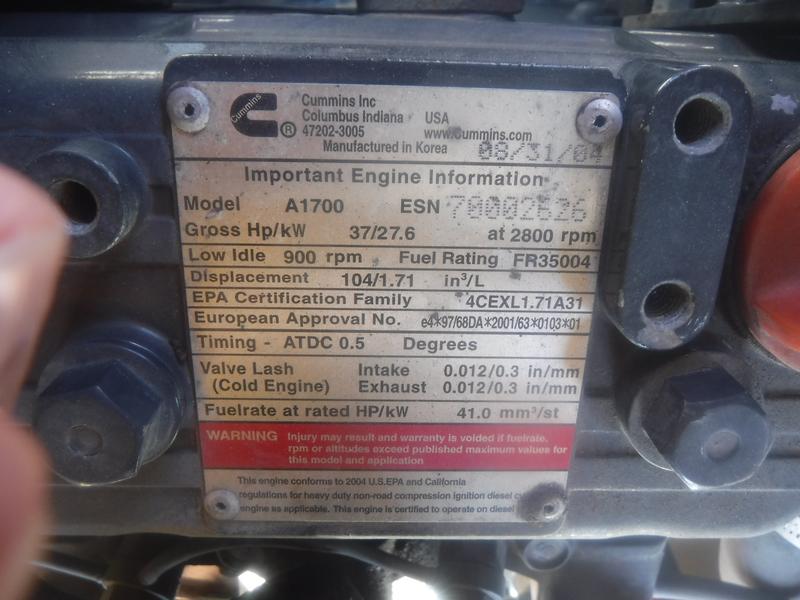 Cummins
®
Cummins Inc
Columbus Indiana USA
47202-3005 www.Cummins.com
Manufactured in Korea
Important Engine Information
Model A1700 ESN 70002626
Gross Hp/kW 37/27.6 at 2800 rpm
Low Idle 900 rpm Fuel Rating FR35004
Displacement 104/1.71 in³/L
EPA Certification Family 4CEXL1.71A31
European Approval No. e4*97/68DA*2001/63*0103*01
Timing - ATDC 0.5 Degrees
Valve Lash Intake 0.012/0.3 in/mm
(Cold Engine) Exhaust 0.012/0.3 in/mm
Fuelrate at rated HP/kW 41.0 mm³/st
WARNING Injury may result and warranty is voided if fuelrate.
rpm or altitudes exceed published maximum values for
this model and application
This engine conforms to 2004 U.S.EPA and California
regulations for heavy duty non-road compression ignition diesel
engine as applicable. This engine is certified to operate on diesel